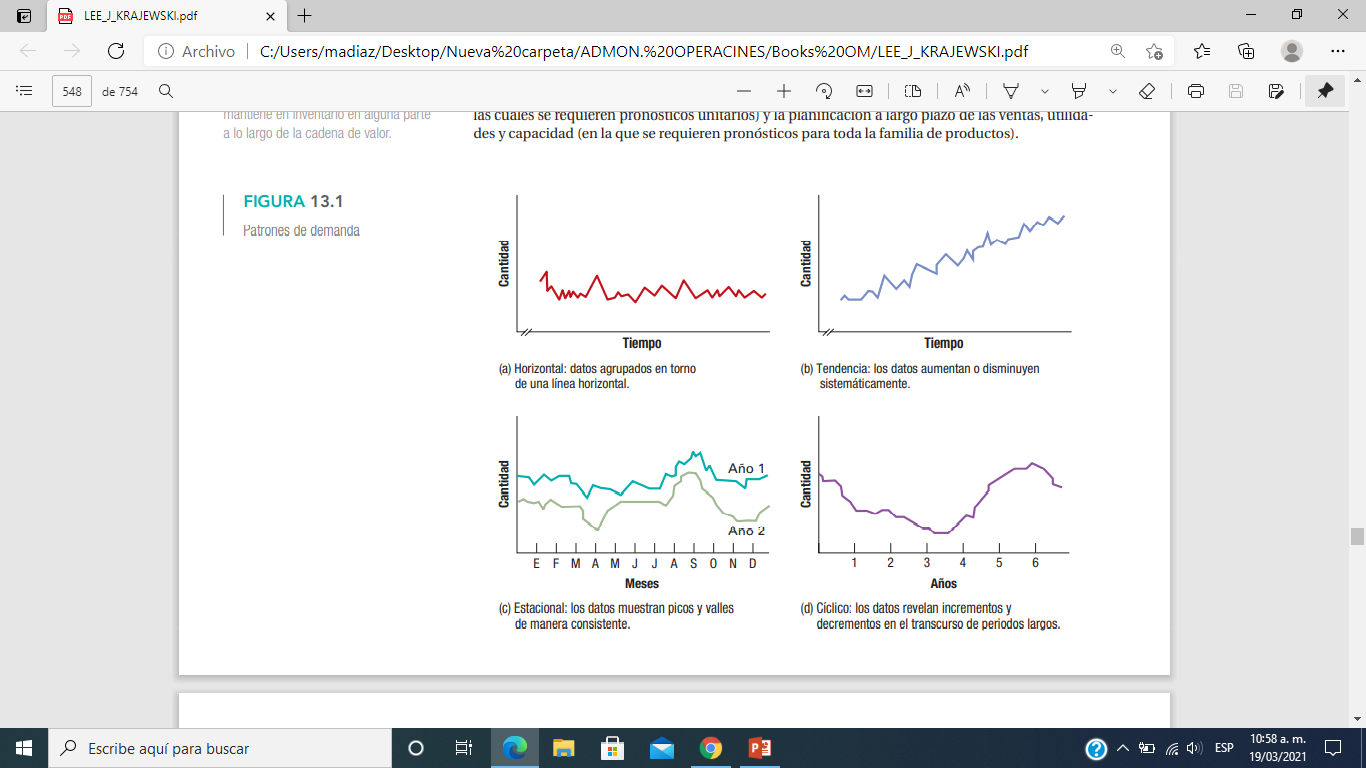 LEE_J_KRAJEWSKI.pdf
Archivo
C:/Users/madiaz/Desktop/Nueva%20carpeta/ADMON.%20OPERACINES/Books%20OM/LEE_J_KRAJEWSKI.pdf
548
de 754
mantiene en inventario en alguna parte
a lo largo de la cadena de valor.
las cuales se requieren pronósticos unitarios) y la planificación a largo plazo de las ventas, utilida-
des y capacidad (en la que se requieren pronósticos para toda la familia de productos).
FIGURA 13.1
Patrones de demanda
Cantidad
Tiempo
(a) Horizontal: datos agrupados en torno
de una línea horizontal.
Cantidad
Tiempo
(b) Tendencia: los datos aumentan o disminuyen
sistemáticamente.
Cantidad
Año 1
Año 2
E F M A M J J A S O N D
Meses
(c) Estacional: los datos muestran picos y valles
de manera consistente.
Cantidad
1 2 3 4 5 6
Años
(d) Cíclico: los datos revelan incrementos y
decrementos en el transcurso de periodos largos.
Escribe aquí para buscar
ESP
10:58 a. m.
19/03/2021